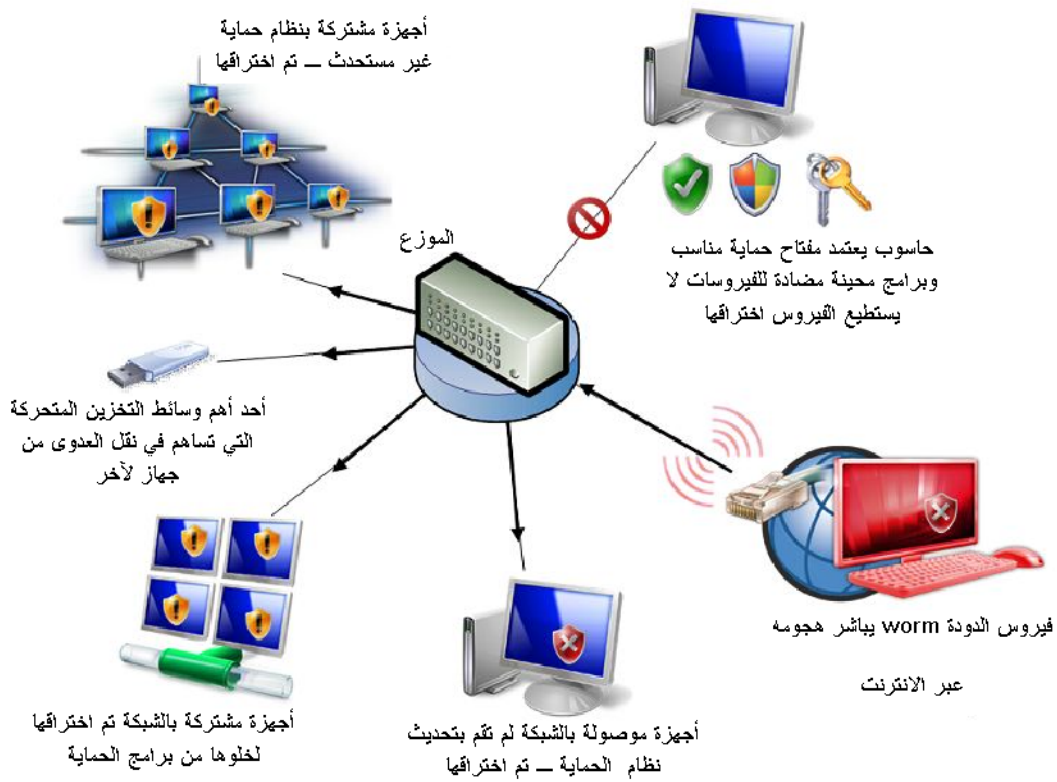 أجهزة مشتركة بنظام حماية
غير مستحدث – تم اختراقها
حاسوب يعتمد مفتاح حماية مناسب
وبرامج محينة مضادة للفيروسات لا
يستطيع الفيروس اختراقها
الموزع
أحد أهم وسائط التخزين المتحركة
التي تساهم في نقل العدوى من
جهاز لآخر
فيروس الدودة worm يباشر هجومه
عبر الانترنت
أجهزة موصولة بالشبكة لم تقم بتحديث
نظام الحماية – تم اختراقها
أجهزة مشتركة بالشبكة تم اختراقها
لخلوها من برامج الحماية